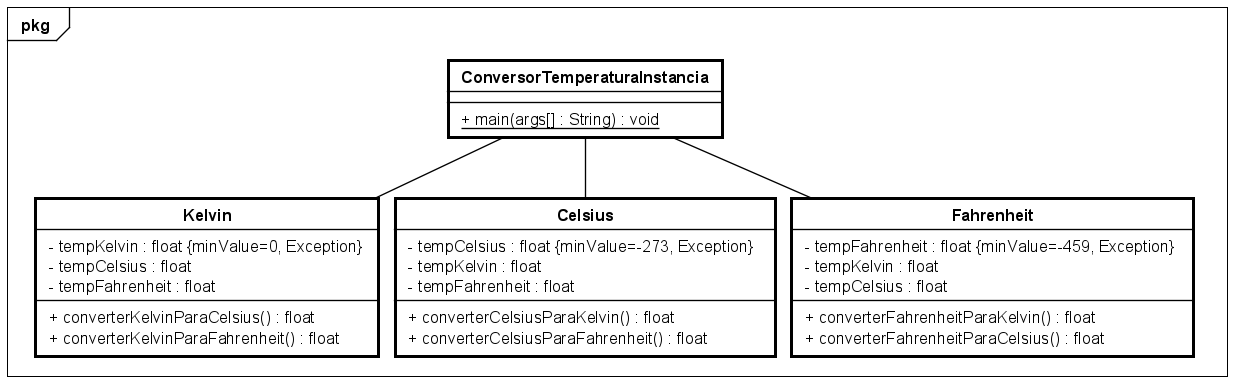 pkg
ConversorTemperaturaInstancia
+ main(args[] : String) : void
Kelvin
- tempKelvin : float {minValue=0, Exception}
- tempCelsius : float
- tempFahrenheit : float
+ converterKelvinParaCelsius() : float
+ converterKelvinParaFahrenheit() : float
Celsius
- tempCelsius : float {minValue=-273, Exception}
- tempKelvin : float
- tempFahrenheit : float
+ converterCelsiusParaKelvin() : float
+ converterCelsiusParaFahrenheit() : float
Fahrenheit
- tempFahrenheit : float {minValue=-459, Exception}
- tempKelvin : float
- tempCelsius : float
+ converterFahrenheitParaKelvin() : float
+ converterFahrenheitParaCelsius() : float